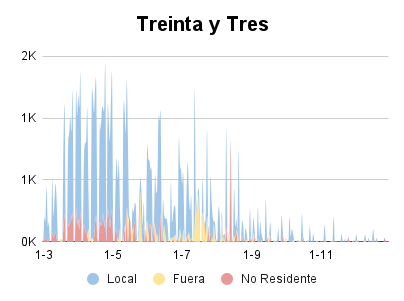 Treinta y Tres
2K
1K
1K
0K
1-3 1-5 1-7 1-9 1-11
Local Fuera No Residente